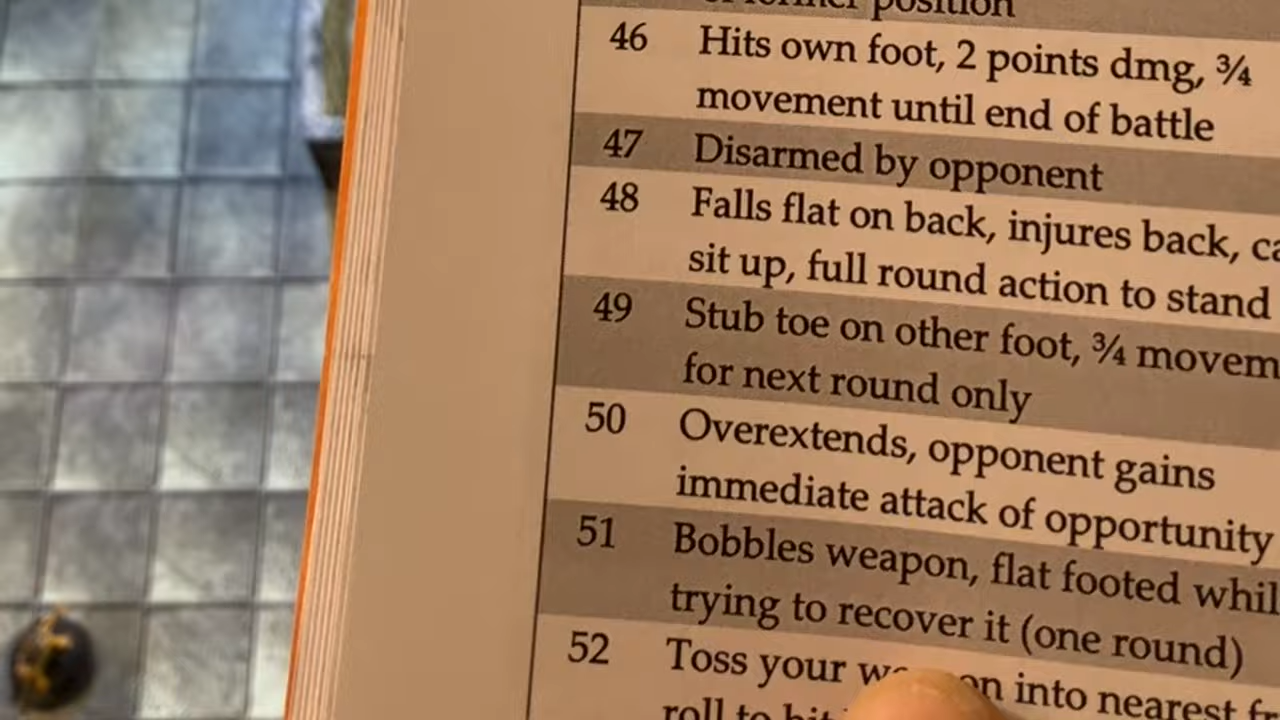 position
46 Hits own foot, 2 points dmg, ¾
movement until end of battle
47 Disarmed by opponent
48 Falls flat on back, injures back,
sit up, full round action to stand
49 Stub toe on other foot, ¾
for next round only
50 Overextends, opponent gains
immediate attack of opportunity
51 Bobbles weapon, flat footed
trying to recover it (one round)
52 Toss your into nearest
roll to